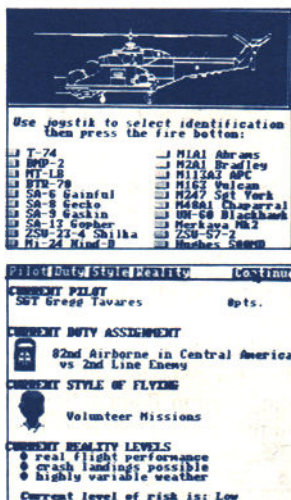 Use joystik to select identification
then press the fire botton:
T-74
BMP-2
MT-LB
BTR-70
SA-6 Gainful
SA-8 Gecko
SA-9 Gaskin
SA-13 Gopher
ZSU-23-4 Shilka
Mi-24 Hind-D
M1A1 Abrams
M2A1 Bradley
M113A3 APC
M163 Vulcan
M247 Sgt York
M48A1 Chaparral
UH-60 Blackhawk
Merkava Mk2
ZSU-57-2
Hughes 500MD
Pilot Duty Style Reality Continue
CURRENT PILOT
SGT Gregg Tavares 0pts.
CURRENT DUTY ASSIGNMENT
82nd Airborne in Central America
vs 2nd Line Enemy
CURRENT STYLE OF FLYING
Volunteer Missions
CURRENT REALITY LEVELS
real flight performance
crash landings possible
highly variable weather
Current level of risk is: Low